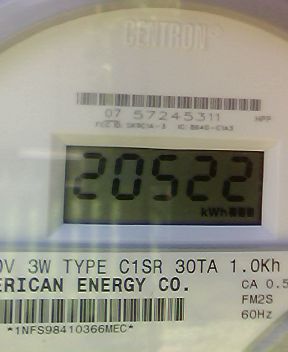 CENTRON®
07 57245311 HPP
20522
kWh
V 3W TYPE C1SR 30TA 1.0Kh
ERICAN ENERGY CO. CA 0.5
FM2S
*1NFS98410366MEC* 60Hz